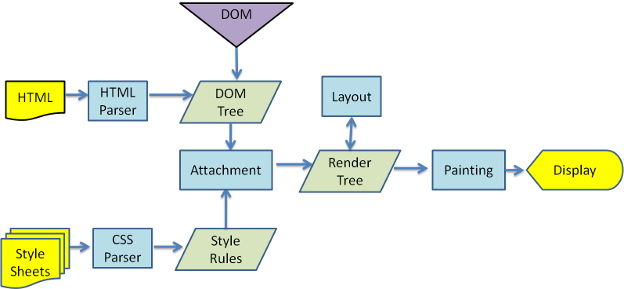 DOM
HTML
HTML
Parser
DOM
Tree
Layout
Attachment
Render
Tree
Painting
Display
Style
Sheets
CSS
Parser
Style
Rules